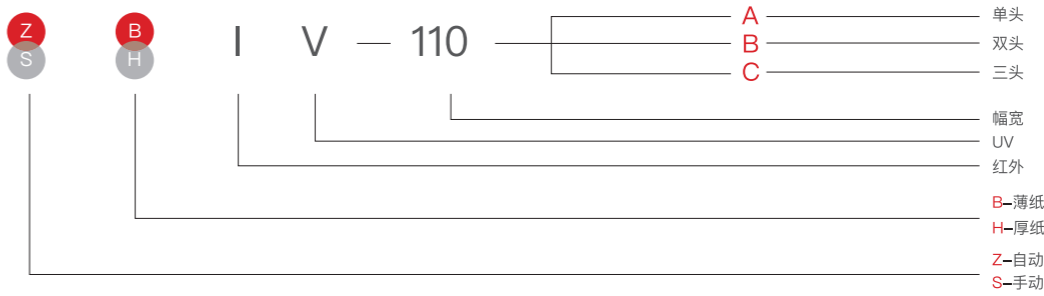 Z B I V — 110 A 单头
S H B 双头
C 三头
幅宽
UV
红外
B–薄纸
H–厚纸
Z–自动
S–手动